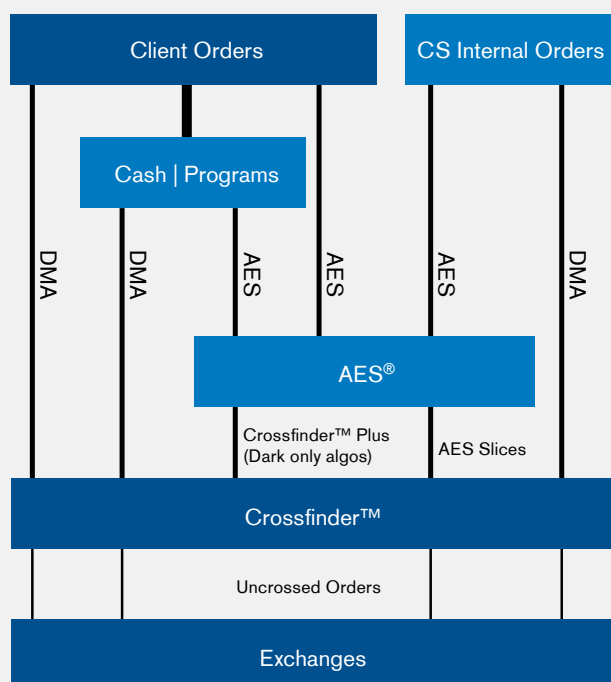 Client Orders
CS Internal Orders
Cash | Programs
DMA
DMA
AES
AES
AES
DMA
AES®
Crossfinder™ Plus
(Dark only algos)
AES Slices
Crossfinder™
Uncrossed Orders
Exchanges